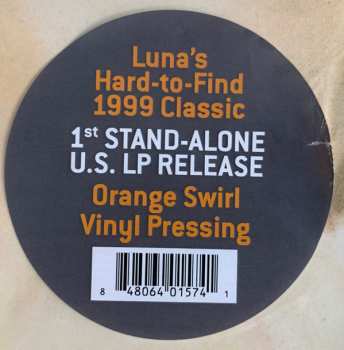 Luna's
Hard-to-Find
1999 Classic
1st STAND-ALONE
U.S. LP RELEASE
Orange Swirl
Vinyl Pressing
8 48064 01574 1